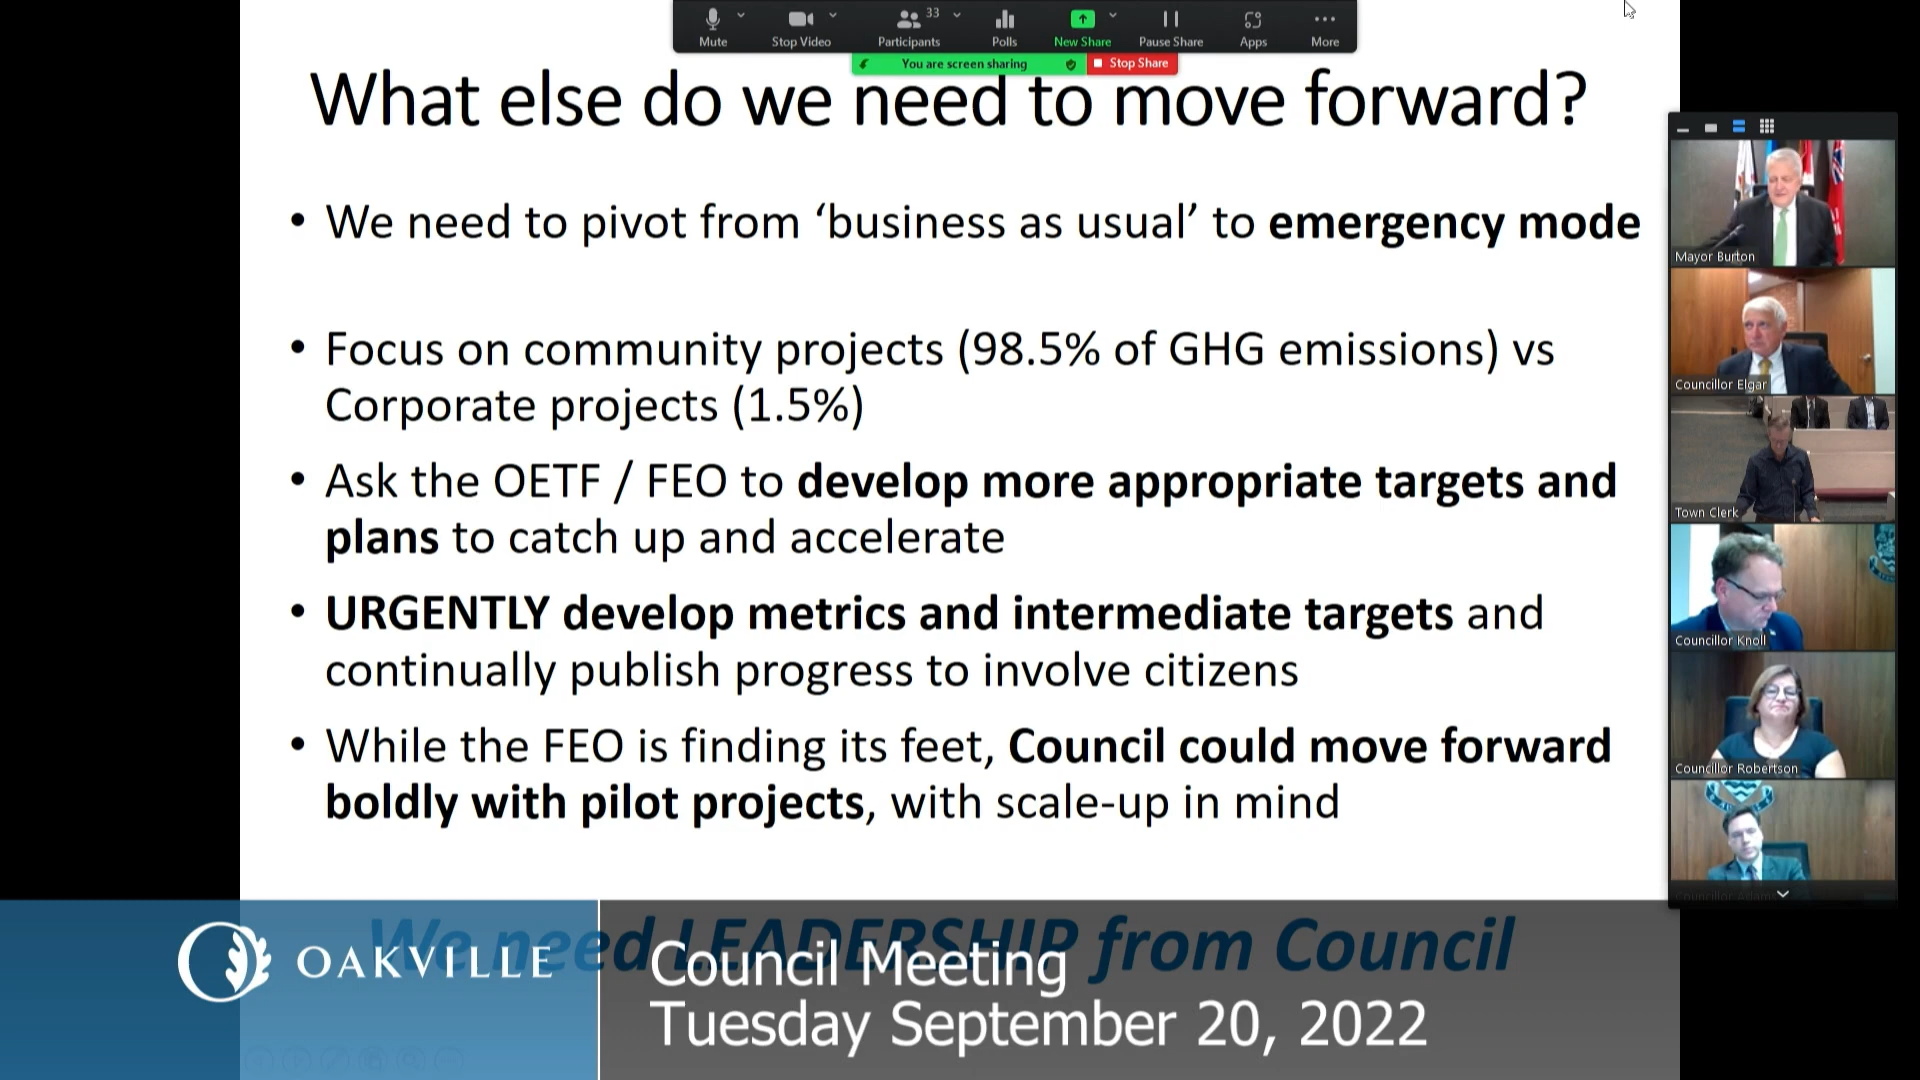 Mute
Stop Video
33
Participants
Polls
New Share
Pause Share
Apps
More
You are screen sharing
Stop Share
What else do we need to move forward?
• We need to pivot from ‘business as usual’ to emergency mode
• Focus on community projects (98.5% of GHG emissions) vs
Corporate projects (1.5%)
• Ask the OETF / FEO to develop more appropriate targets and
plans to catch up and accelerate
• URGENTLY develop metrics and intermediate targets and
continually publish progress to involve citizens
• While the FEO is finding its feet, Council could move forward
boldly with pilot projects, with scale-up in mind
We need LEADERSHIP from Council
Mayor Burton
Councillor Elgar
Town Clerk
Councillor Knoll
Councillor Robertson
OAKVILLE
Council Meeting
Tuesday September 20, 2022